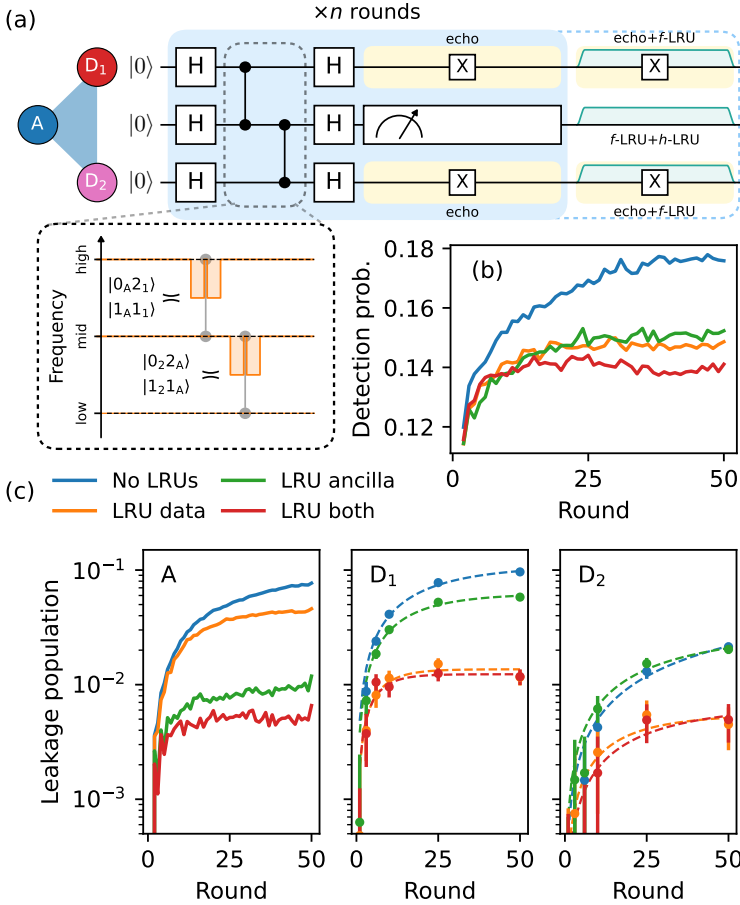 (a)
×n rounds
echo
echo+f-LRU
D1
|0⟩
H
H
X
X
A
|0⟩
H
H
f-LRU+h-LRU
D2
|0⟩
H
H
X
X
echo
echo+f-LRU
Frequency
high
mid
low
|0A21⟩
|1A11⟩
|022A⟩
|121A⟩
(b)
Detection prob.
0.18
0.16
0.14
0.12
0
25
50
Round
(c)
No LRUs
LRU ancilla
LRU data
LRU both
Leakage population
10⁻¹
10⁻²
10⁻³
A
D1
D2
0
25
50
0
25
50
0
25
50
Round
Round
Round